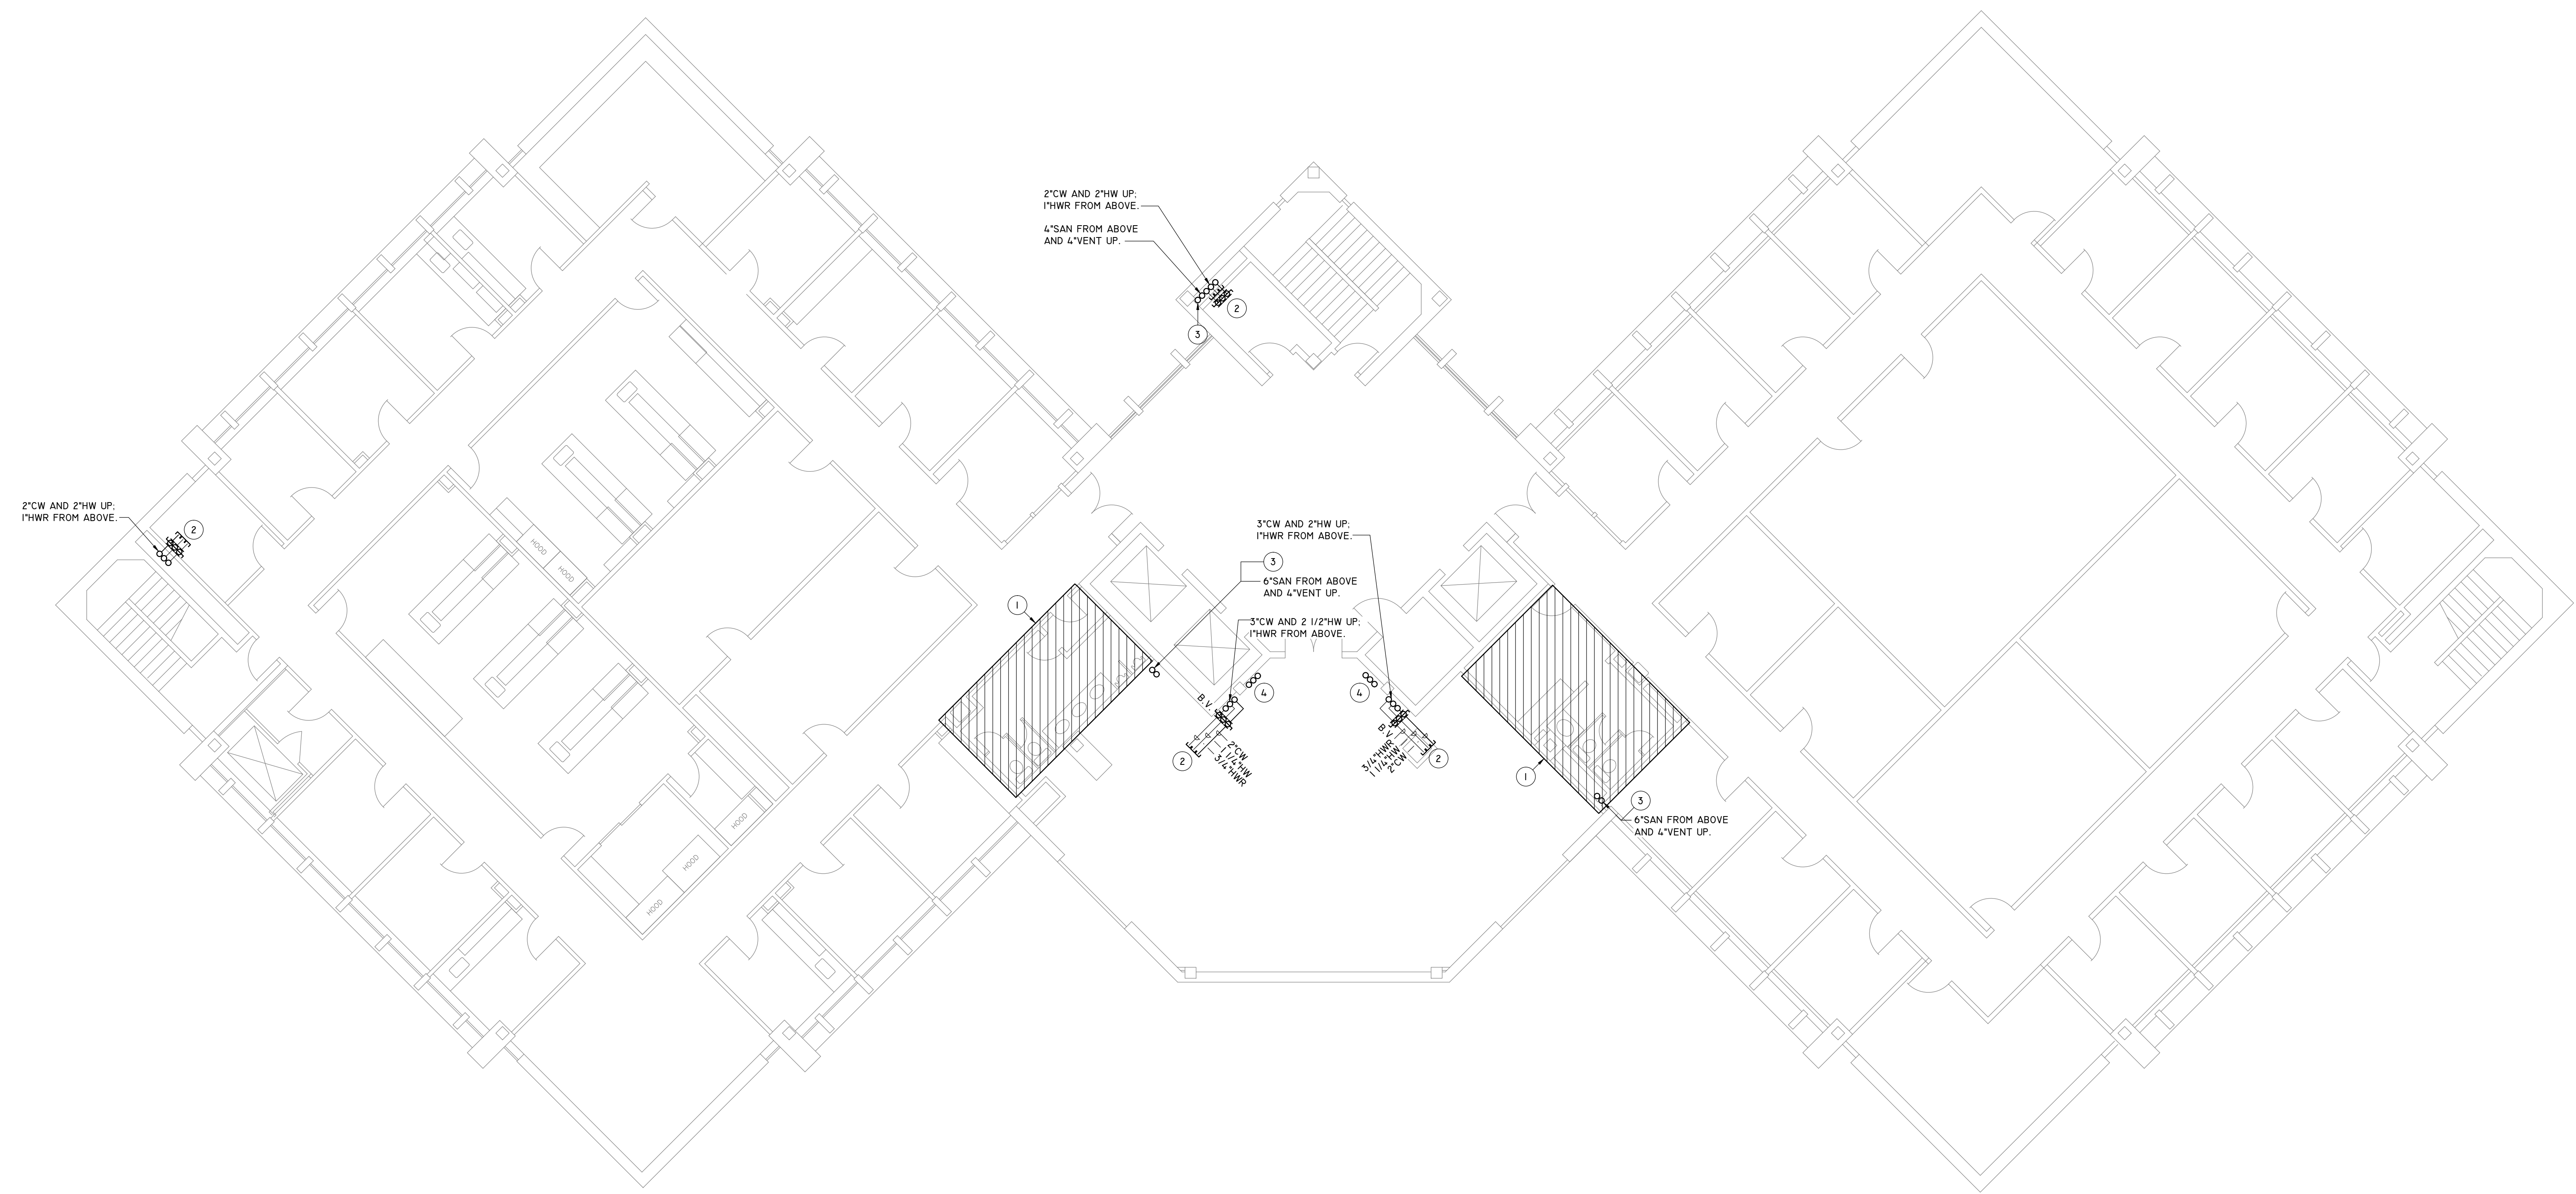 2"CW AND 2"HW UP;
1"HWR FROM ABOVE.
4"SAN FROM ABOVE
AND 4"VENT UP.
2
3
2"CW AND 2"HW UP;
1"HWR FROM ABOVE.
2
HOOD
HOOD
3"CW AND 2"HW UP;
1"HWR FROM ABOVE.
3
6"SAN FROM ABOVE
AND 4"VENT UP.
1
3"CW AND 2 1/2"HW UP;
1"HWR FROM ABOVE.
4
4
B.V.
2"CW
1 1/4"HW
3/4"HWR
2
B.V.
3/4"HWR
1 1/4"HW
2"CW
2
1
3
6"SAN FROM ABOVE
AND 4"VENT UP.
HOOD
HOOD
HOOD